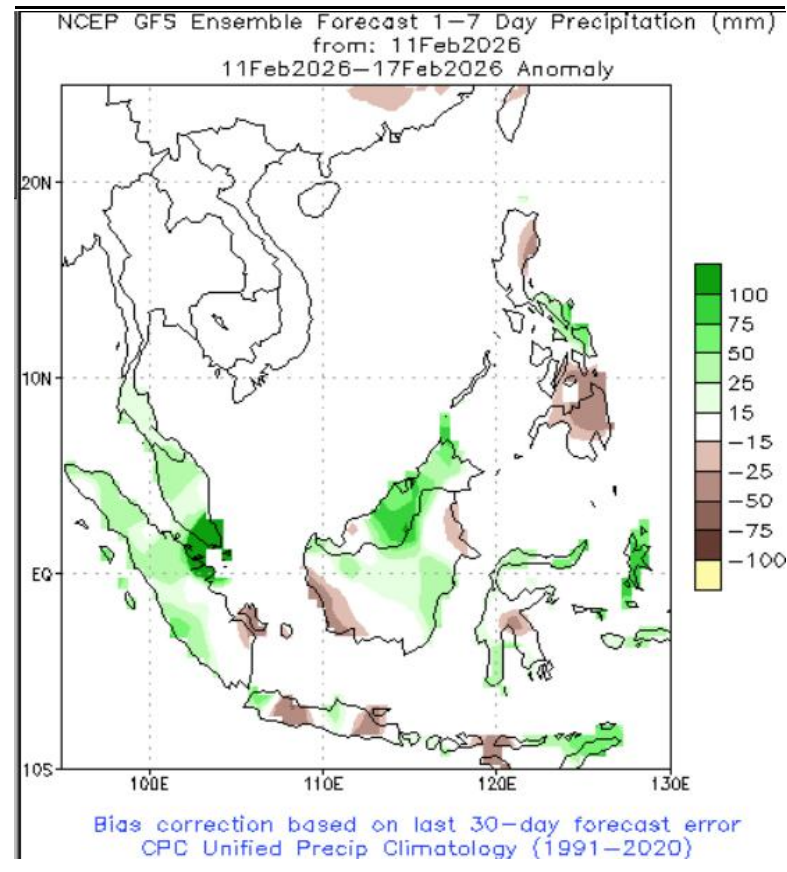 NCEP GFS Ensemble Forecast 1-7 Day Precipitation (mm)
from: 11Feb2026
11Feb2026-17Feb2026 Anomaly
20N
10N
EQ
10S
100E
110E
120E
130E
100
75
50
25
15
-15
-25
-50
-75
-100
Bias correction based on last 30-day forecast error
CPC Unified Precip Climatology (1991-2020)